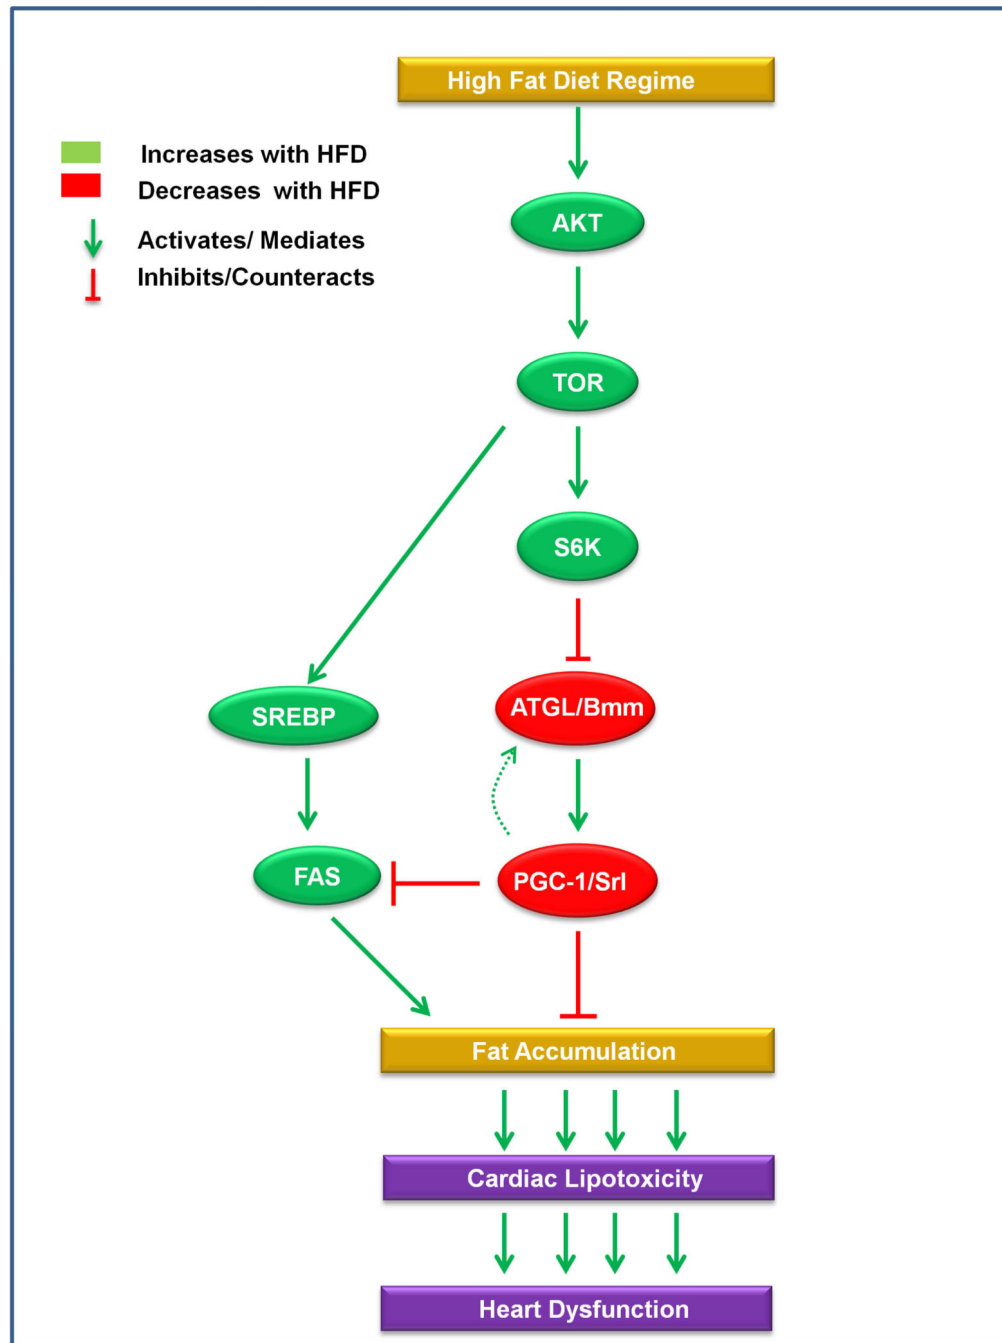 High Fat Diet Regime
Increases with HFD
Decreases with HFD
Activates/ Mediates
Inhibits/Counteracts
AKT
TOR
S6K
ATGL/Bmm
SREBP
FAS
PGC-1/Srl
Fat Accumulation
Cardiac Lipotoxicity
Heart Dysfunction